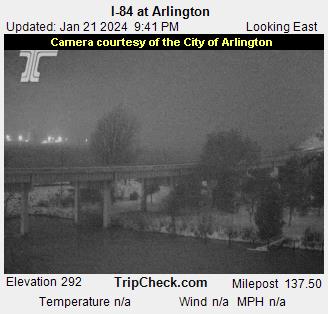 I-84 at Arlington
Updated: Jan 21 2024 9:41 PM Looking East
Camera courtesy of the City of Arlington
Elevation 292 TripCheck.com Milepost 137.50
Temperature n/a Wind n/a MPH n/a